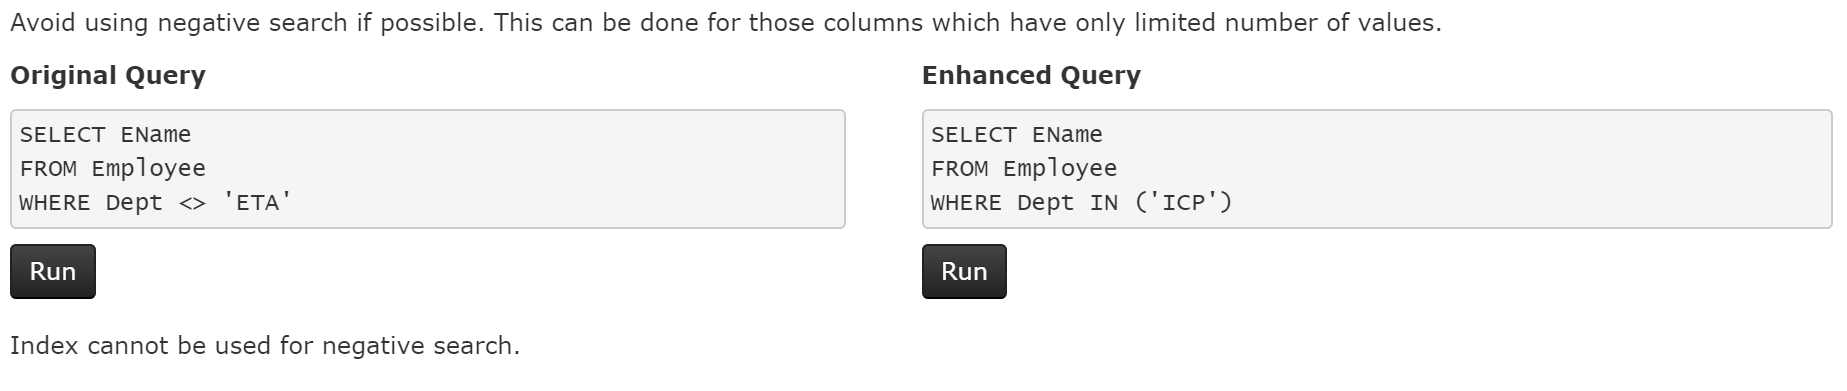 Avoid using negative search if possible. This can be done for those columns which have only limited number of values.
Original Query
SELECT EName
FROM Employee
WHERE Dept <> 'ETA'
Run
Enhanced Query
SELECT EName
FROM Employee
WHERE Dept IN ('ICP')
Run
Index cannot be used for negative search.